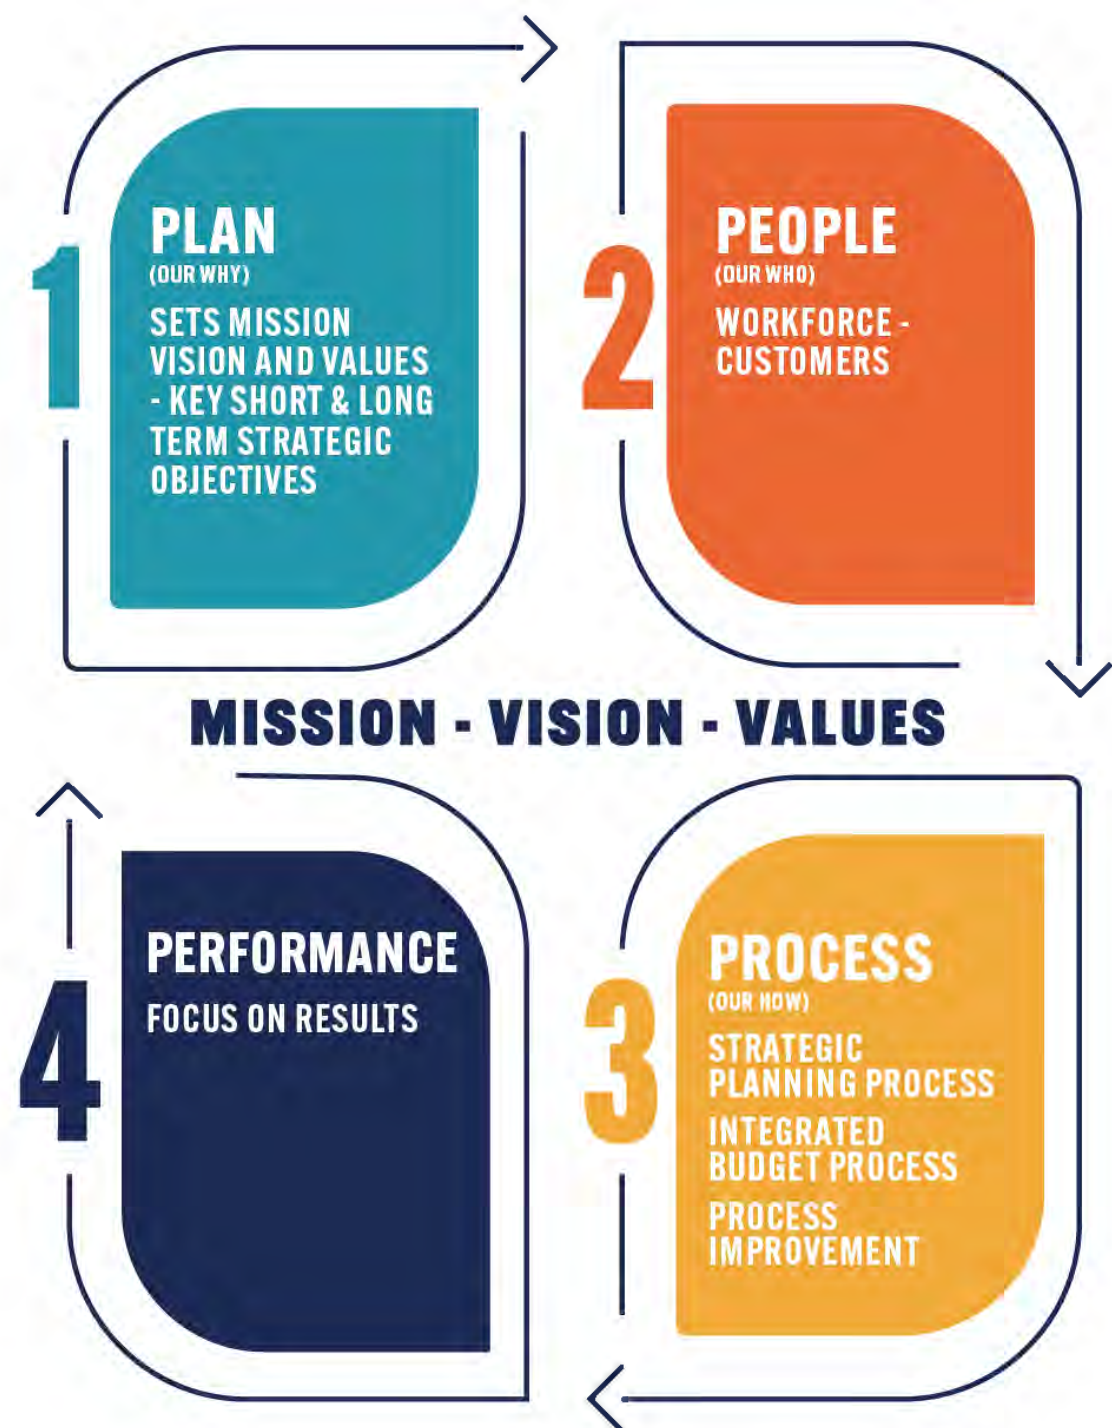 1
PLAN
(OUR WHY)
SETS MISSION
VISION AND VALUES
- KEY SHORT & LONG
TERM STRATEGIC
OBJECTIVES
2
PEOPLE
(OUR WHO)
WORKFORCE -
CUSTOMERS
MISSION - VISION - VALUES
4
PERFORMANCE
FOCUS ON RESULTS
3
PROCESS
(OUR HOW)
STRATEGIC
PLANNING PROCESS
INTEGRATED
BUDGET PROCESS
PROCESS
IMPROVEMENT